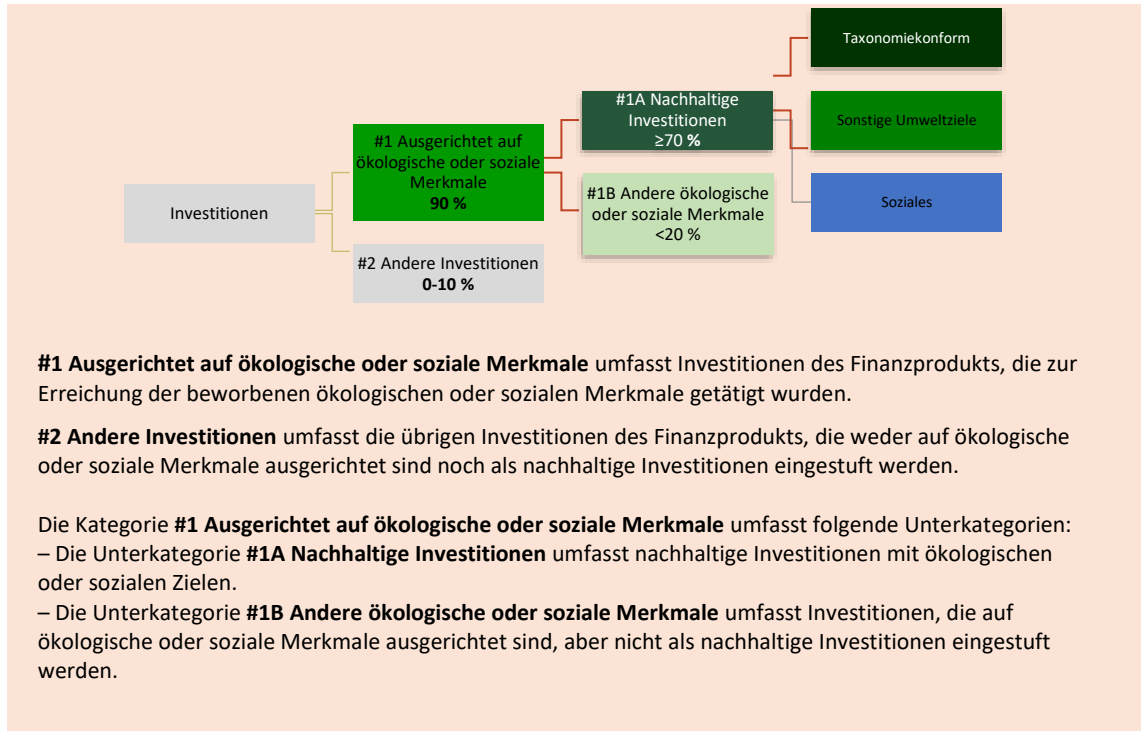 Taxonomiekonform
#1A Nachhaltige
Investitionen
≥70 %
Sonstige Umweltziele
#1 Ausgerichtet auf
ökologische oder soziale
Merkmale
90 %
#1B Andere ökologische
oder soziale Merkmale
<20 %
Soziales
Investitionen
#2 Andere Investitionen
0-10 %
#1 Ausgerichtet auf ökologische oder soziale Merkmale umfasst Investitionen des Finanzprodukts, die zur
Erreichung der beworbenen ökologischen oder sozialen Merkmale getätigt wurden.
#2 Andere Investitionen umfasst die übrigen Investitionen des Finanzprodukts, die weder auf ökologische
oder soziale Merkmale ausgerichtet sind noch als nachhaltige Investitionen eingestuft werden.
Die Kategorie #1 Ausgerichtet auf ökologische oder soziale Merkmale umfasst folgende Unterkategorien:
– Die Unterkategorie #1A Nachhaltige Investitionen umfasst nachhaltige Investitionen mit ökologischen
oder sozialen Zielen.
– Die Unterkategorie #1B Andere ökologische oder soziale Merkmale umfasst Investitionen, die auf
ökologische oder soziale Merkmale ausgerichtet sind, aber nicht als nachhaltige Investitionen eingestuft
werden.